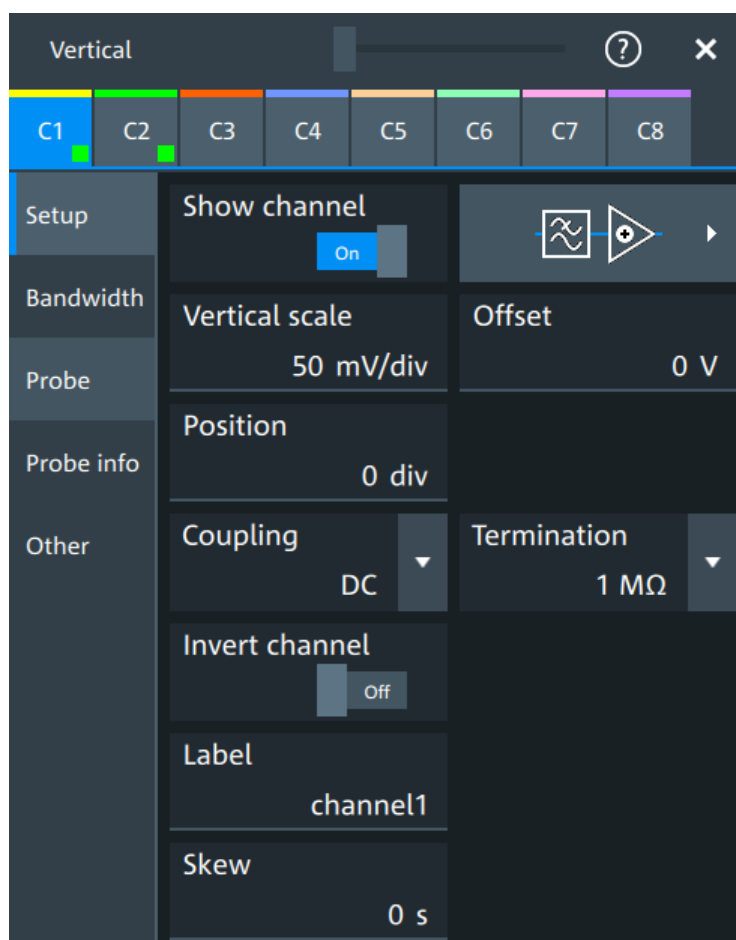 Vertical
?
C1 C2 C3 C4 C5 C6 C7 C8
Setup
Bandwidth
Probe
Probe info
Other
Show channel
On
Vertical scale
50 mV/div
Offset
0 V
Position
0 div
Coupling
DC
Termination
1 MΩ
Invert channel
Off
Label
channel1
Skew
0 s